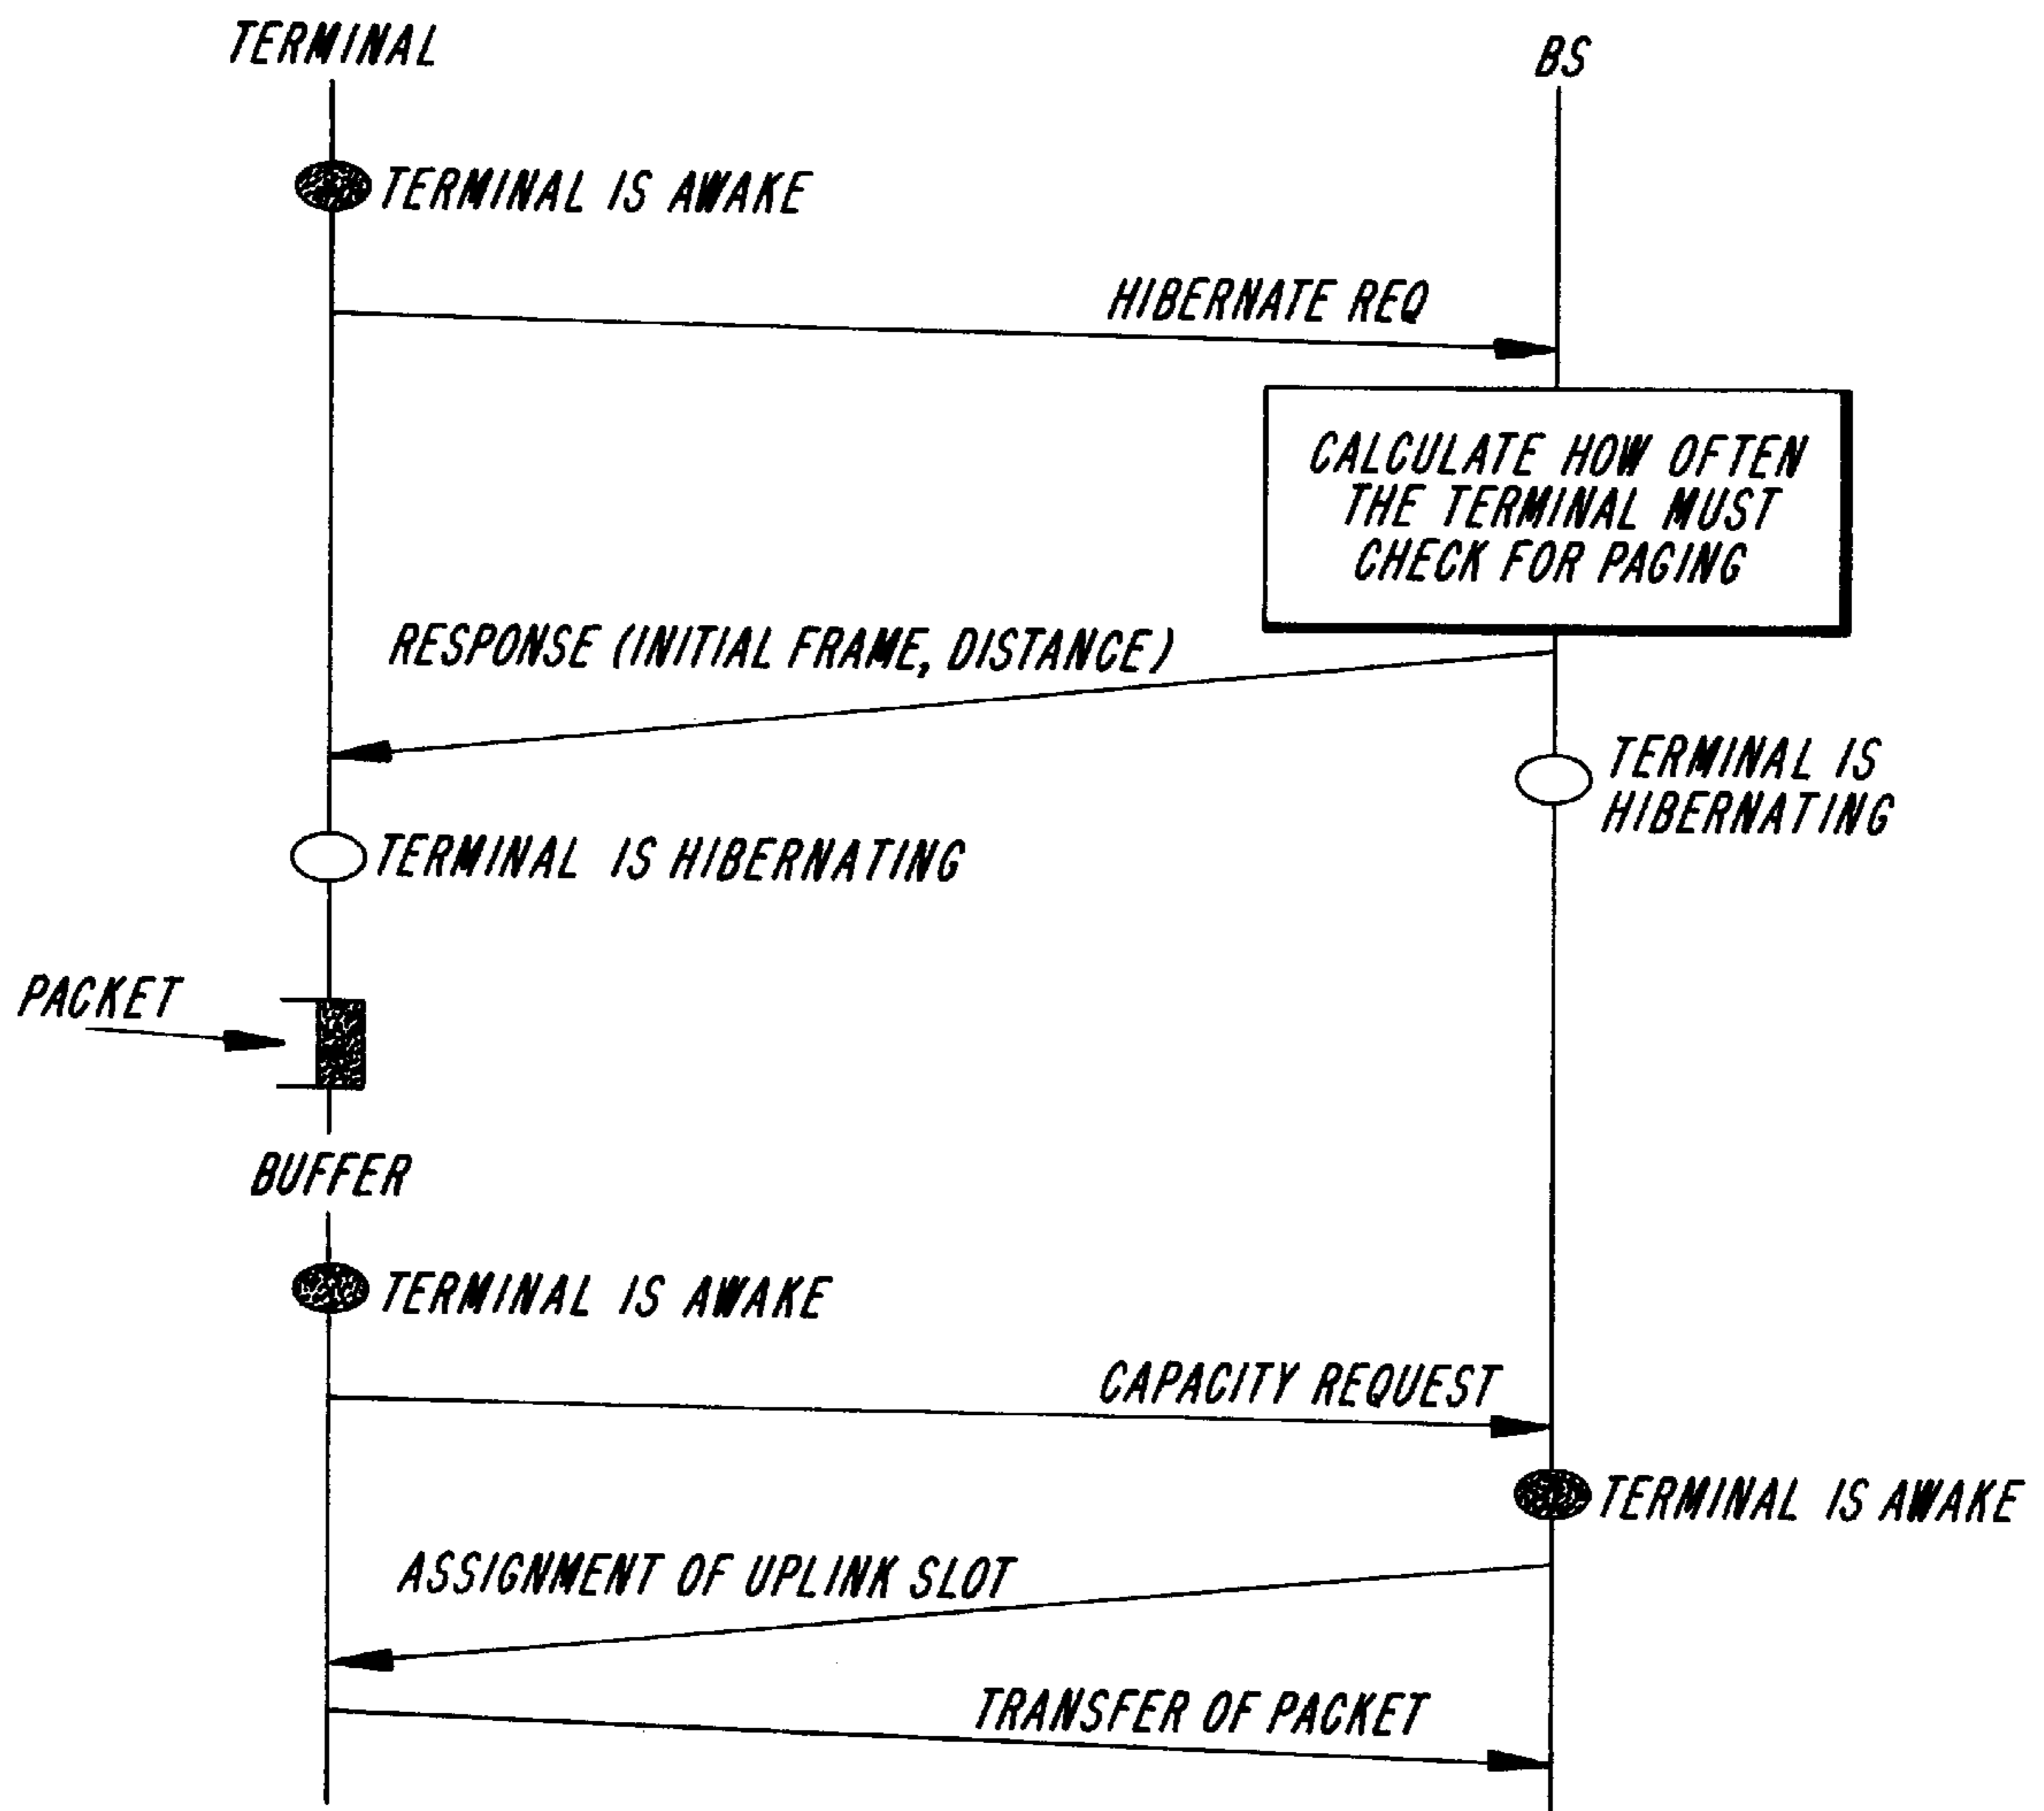 TERMINAL
BS
TERMINAL IS AWAKE
HIBERNATE REQ
CALCULATE HOW OFTEN
THE TERMINAL MUST
CHECK FOR PAGING
RESPONSE (INITIAL FRAME, DISTANCE)
TERMINAL IS
HIBERNATING
TERMINAL IS HIBERNATING
PACKET
BUFFER
TERMINAL IS AWAKE
CAPACITY REQUEST
TERMINAL IS AWAKE
ASSIGNMENT OF UPLINK SLOT
TRANSFER OF PACKET